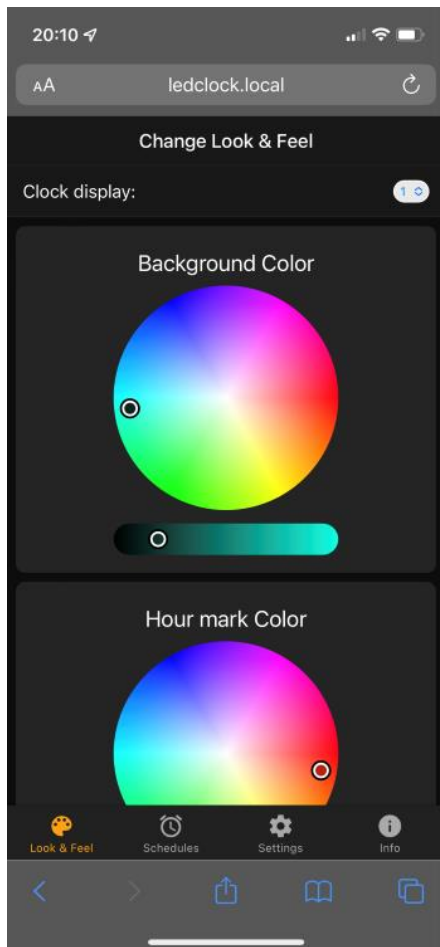 20:10
AA ledclock.local
Change Look & Feel
Clock display: 1
Background Color
Hour mark Color
Look & Feel Schedules Settings Info